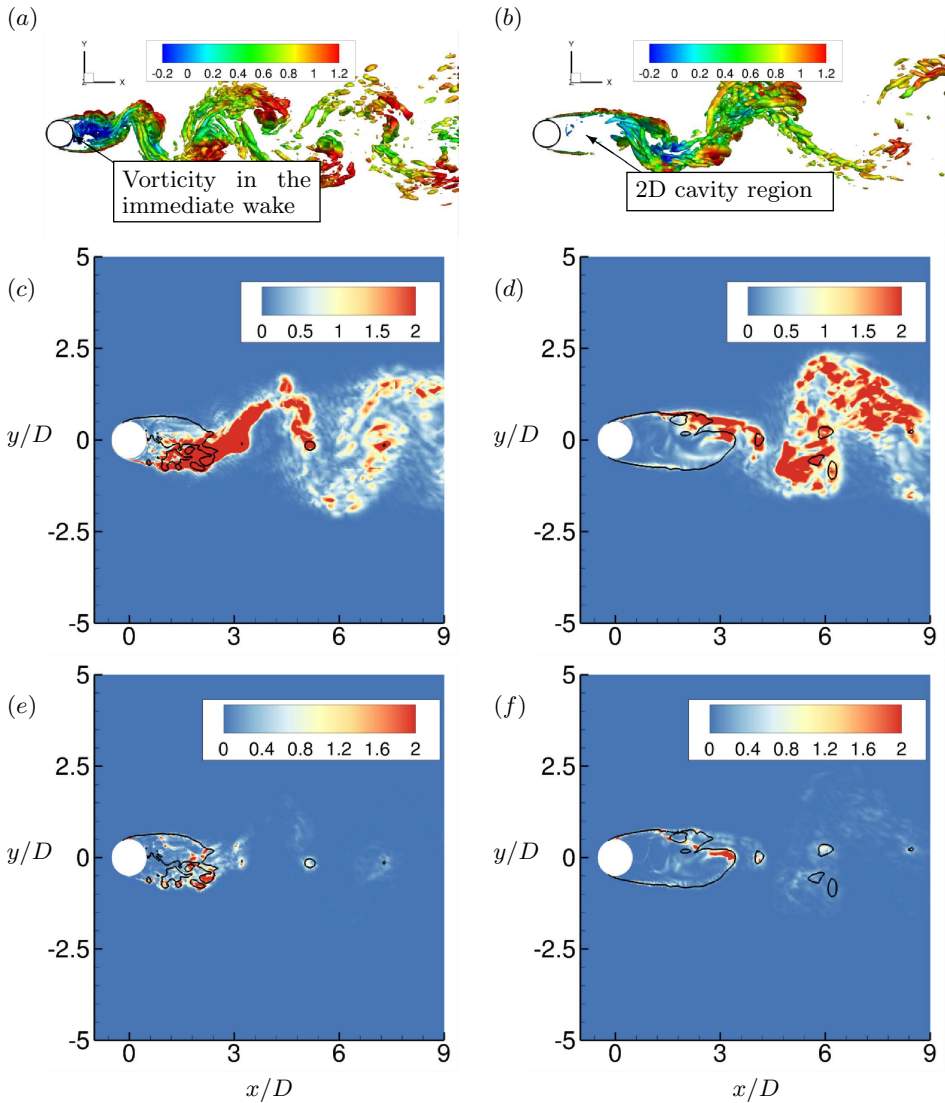 (a)
(b)
Y
X
Z
-0.2 0 0.2 0.4 0.6 0.8 1 1.2
Y
X
Z
-0.2 0 0.2 0.4 0.6 0.8 1 1.2
Vorticity in the
immediate wake
2D cavity region
(c)
5
2.5
y/D
0
-2.5
-5
0 0.5 1 1.5 2
0 3 6 9
(d)
5
2.5
y/D
0
-2.5
-5
0 0.5 1 1.5 2
0 3 6 9
(e)
5
2.5
y/D
0
-2.5
-5
0 0.4 0.8 1.2 1.6 2
0 3 6 9
x/D
(f)
5
2.5
y/D
0
-2.5
-5
0 0.4 0.8 1.2 1.6 2
0 3 6 9
x/D